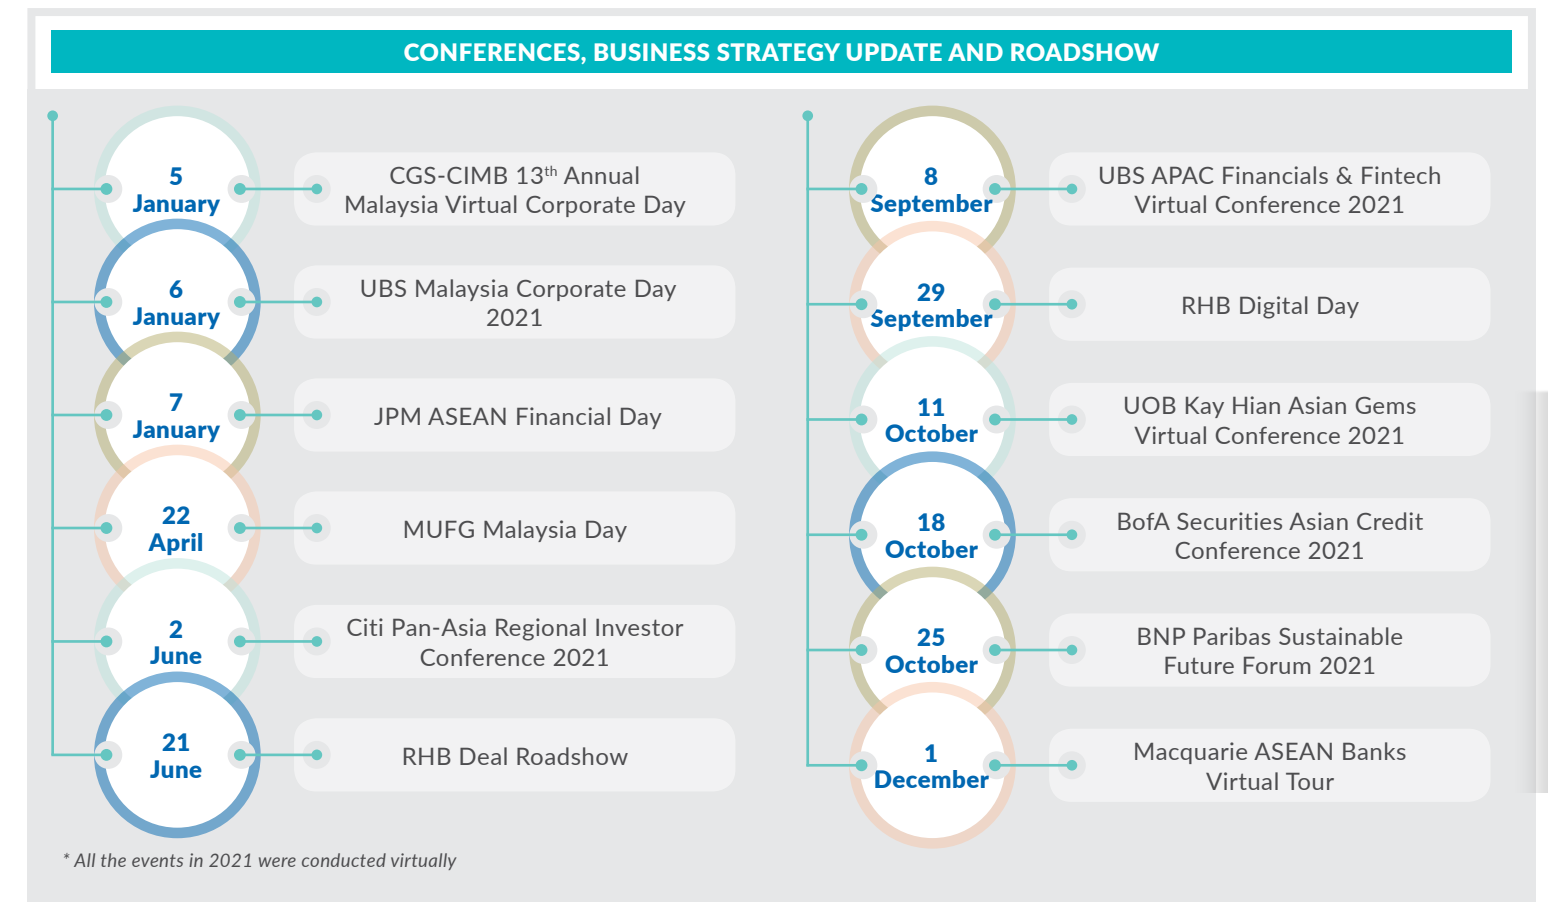 CONFERENCES, BUSINESS STRATEGY UPDATE AND ROADSHOW
5
January
CGS-CIMB 13th Annual
Malaysia Virtual Corporate Day
6
January
UBS Malaysia Corporate Day
2021
7
January
JPM ASEAN Financial Day
22
April
MUFG Malaysia Day
2
June
Citi Pan-Asia Regional Investor
Conference 2021
21
June
RHB Deal Roadshow
8
September
UBS APAC Financials & Fintech
Virtual Conference 2021
29
September
RHB Digital Day
11
October
UOB Kay Hian Asian Gems
Virtual Conference 2021
18
October
BofA Securities Asian Credit
Conference 2021
25
October
BNP Paribas Sustainable
Future Forum 2021
1
December
Macquarie ASEAN Banks
Virtual Tour
* All the events in 2021 were conducted virtually